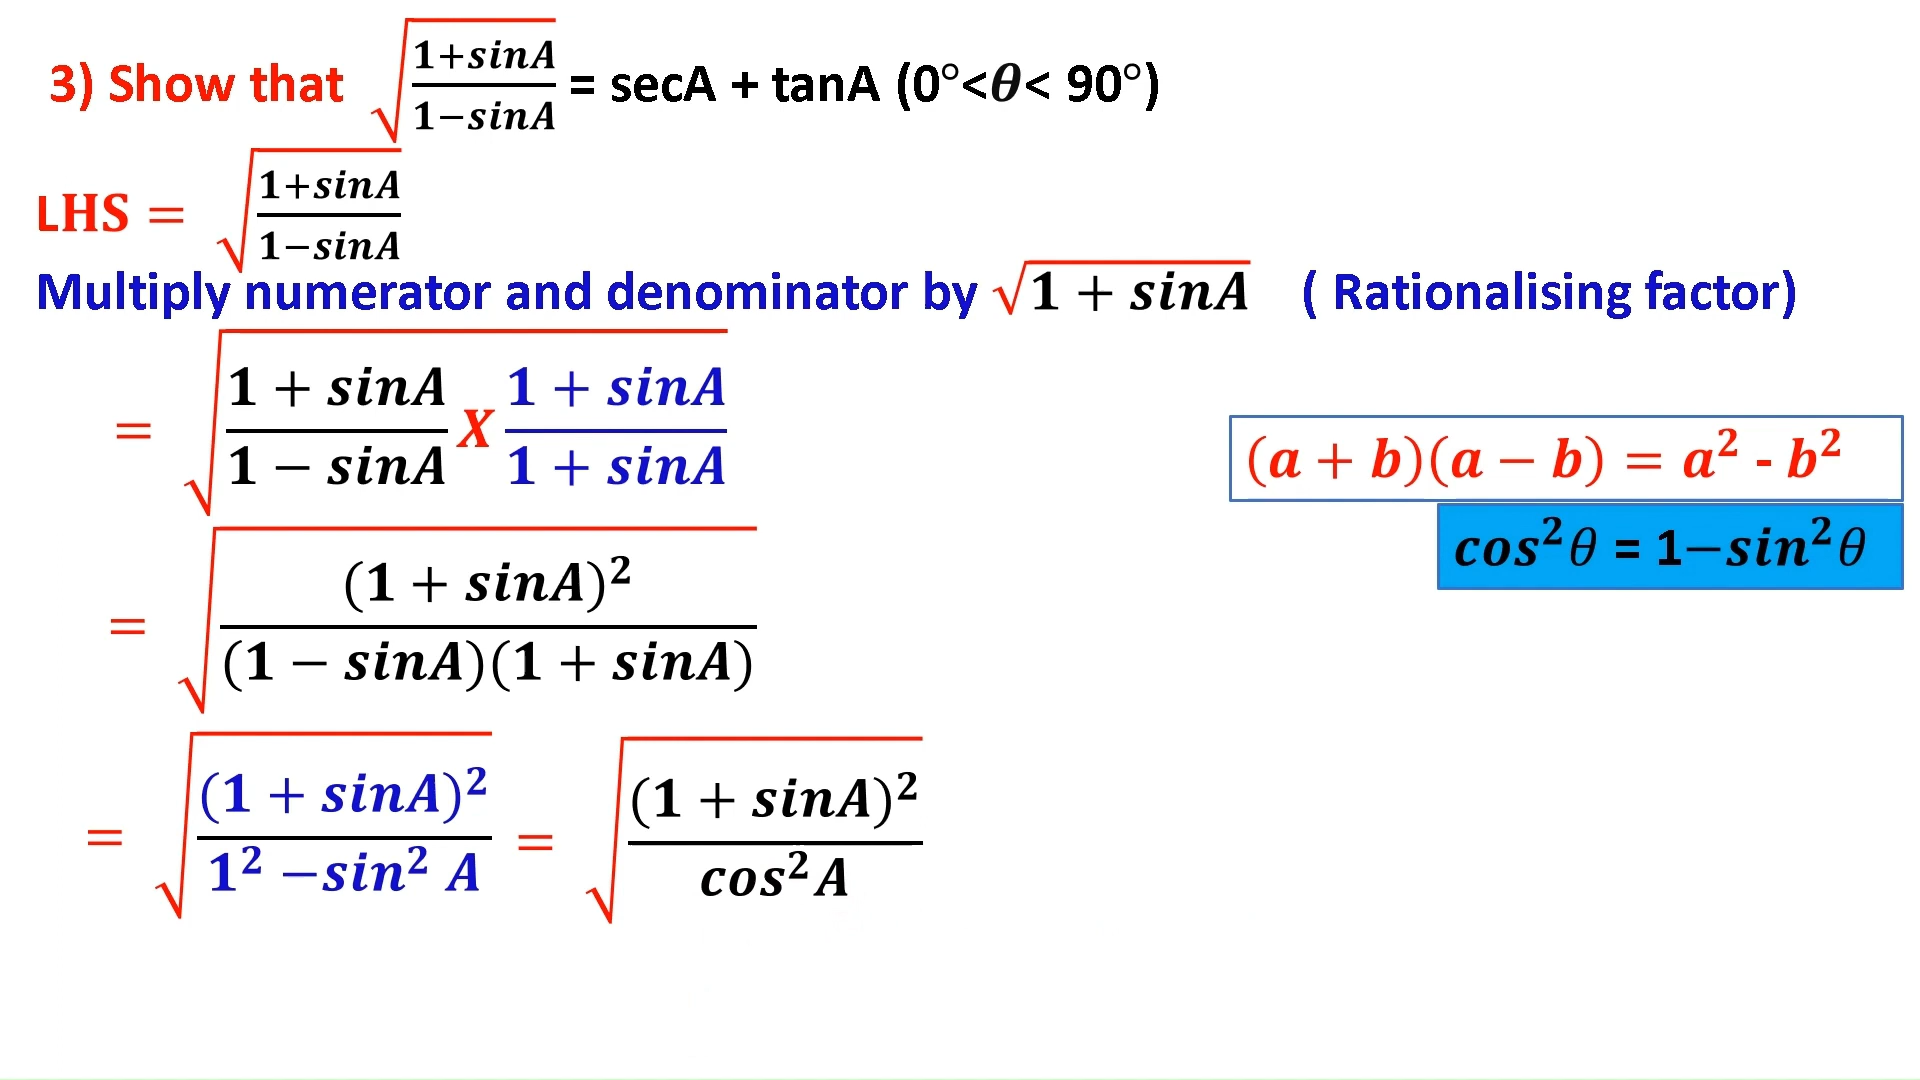 3) Show that √((1+sinA)/(1−sinA)) = secA + tanA (0°<θ< 90°)
LHS = √((1+sinA)/(1−sinA))
Multiply numerator and denominator by √(1 + sinA) ( Rationalising factor)
= √((1 + sinA)/(1 − sinA) X (1 + sinA)/(1 + sinA))
(a + b)(a − b) = a² - b²
cos²θ = 1−sin²θ
= √((1 + sinA)²/((1 − sinA)(1 + sinA)))
= √((1 + sinA)²/(1² −sin² A)) = √((1 + sinA)²/(cos²A))